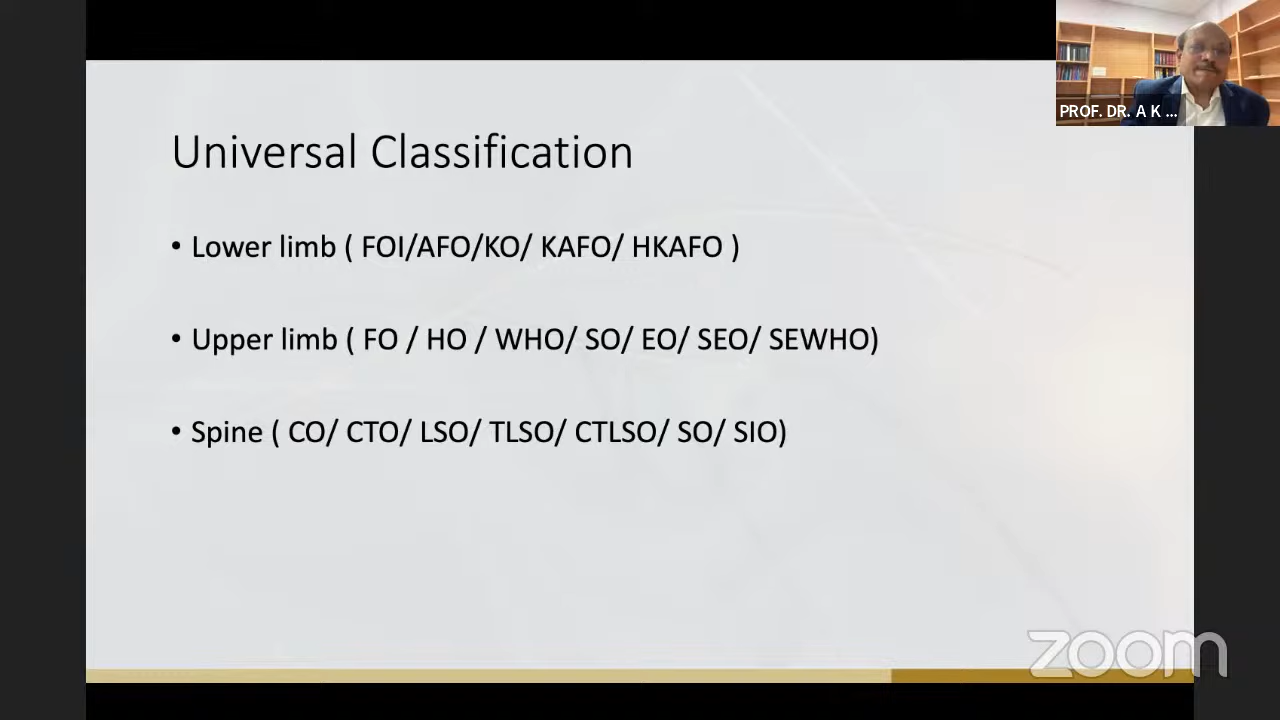 PROF. DR. A K ...
Universal Classification
• Lower limb ( FOI/AFO/KO/ KAFO/ HKAFO )
• Upper limb ( FO / HO / WHO/ SO/ EO/ SEO/ SEWHO)
• Spine ( CO/ CTO/ LSO/ TLSO/ CTLSO/ SO/ SIO)
zoom